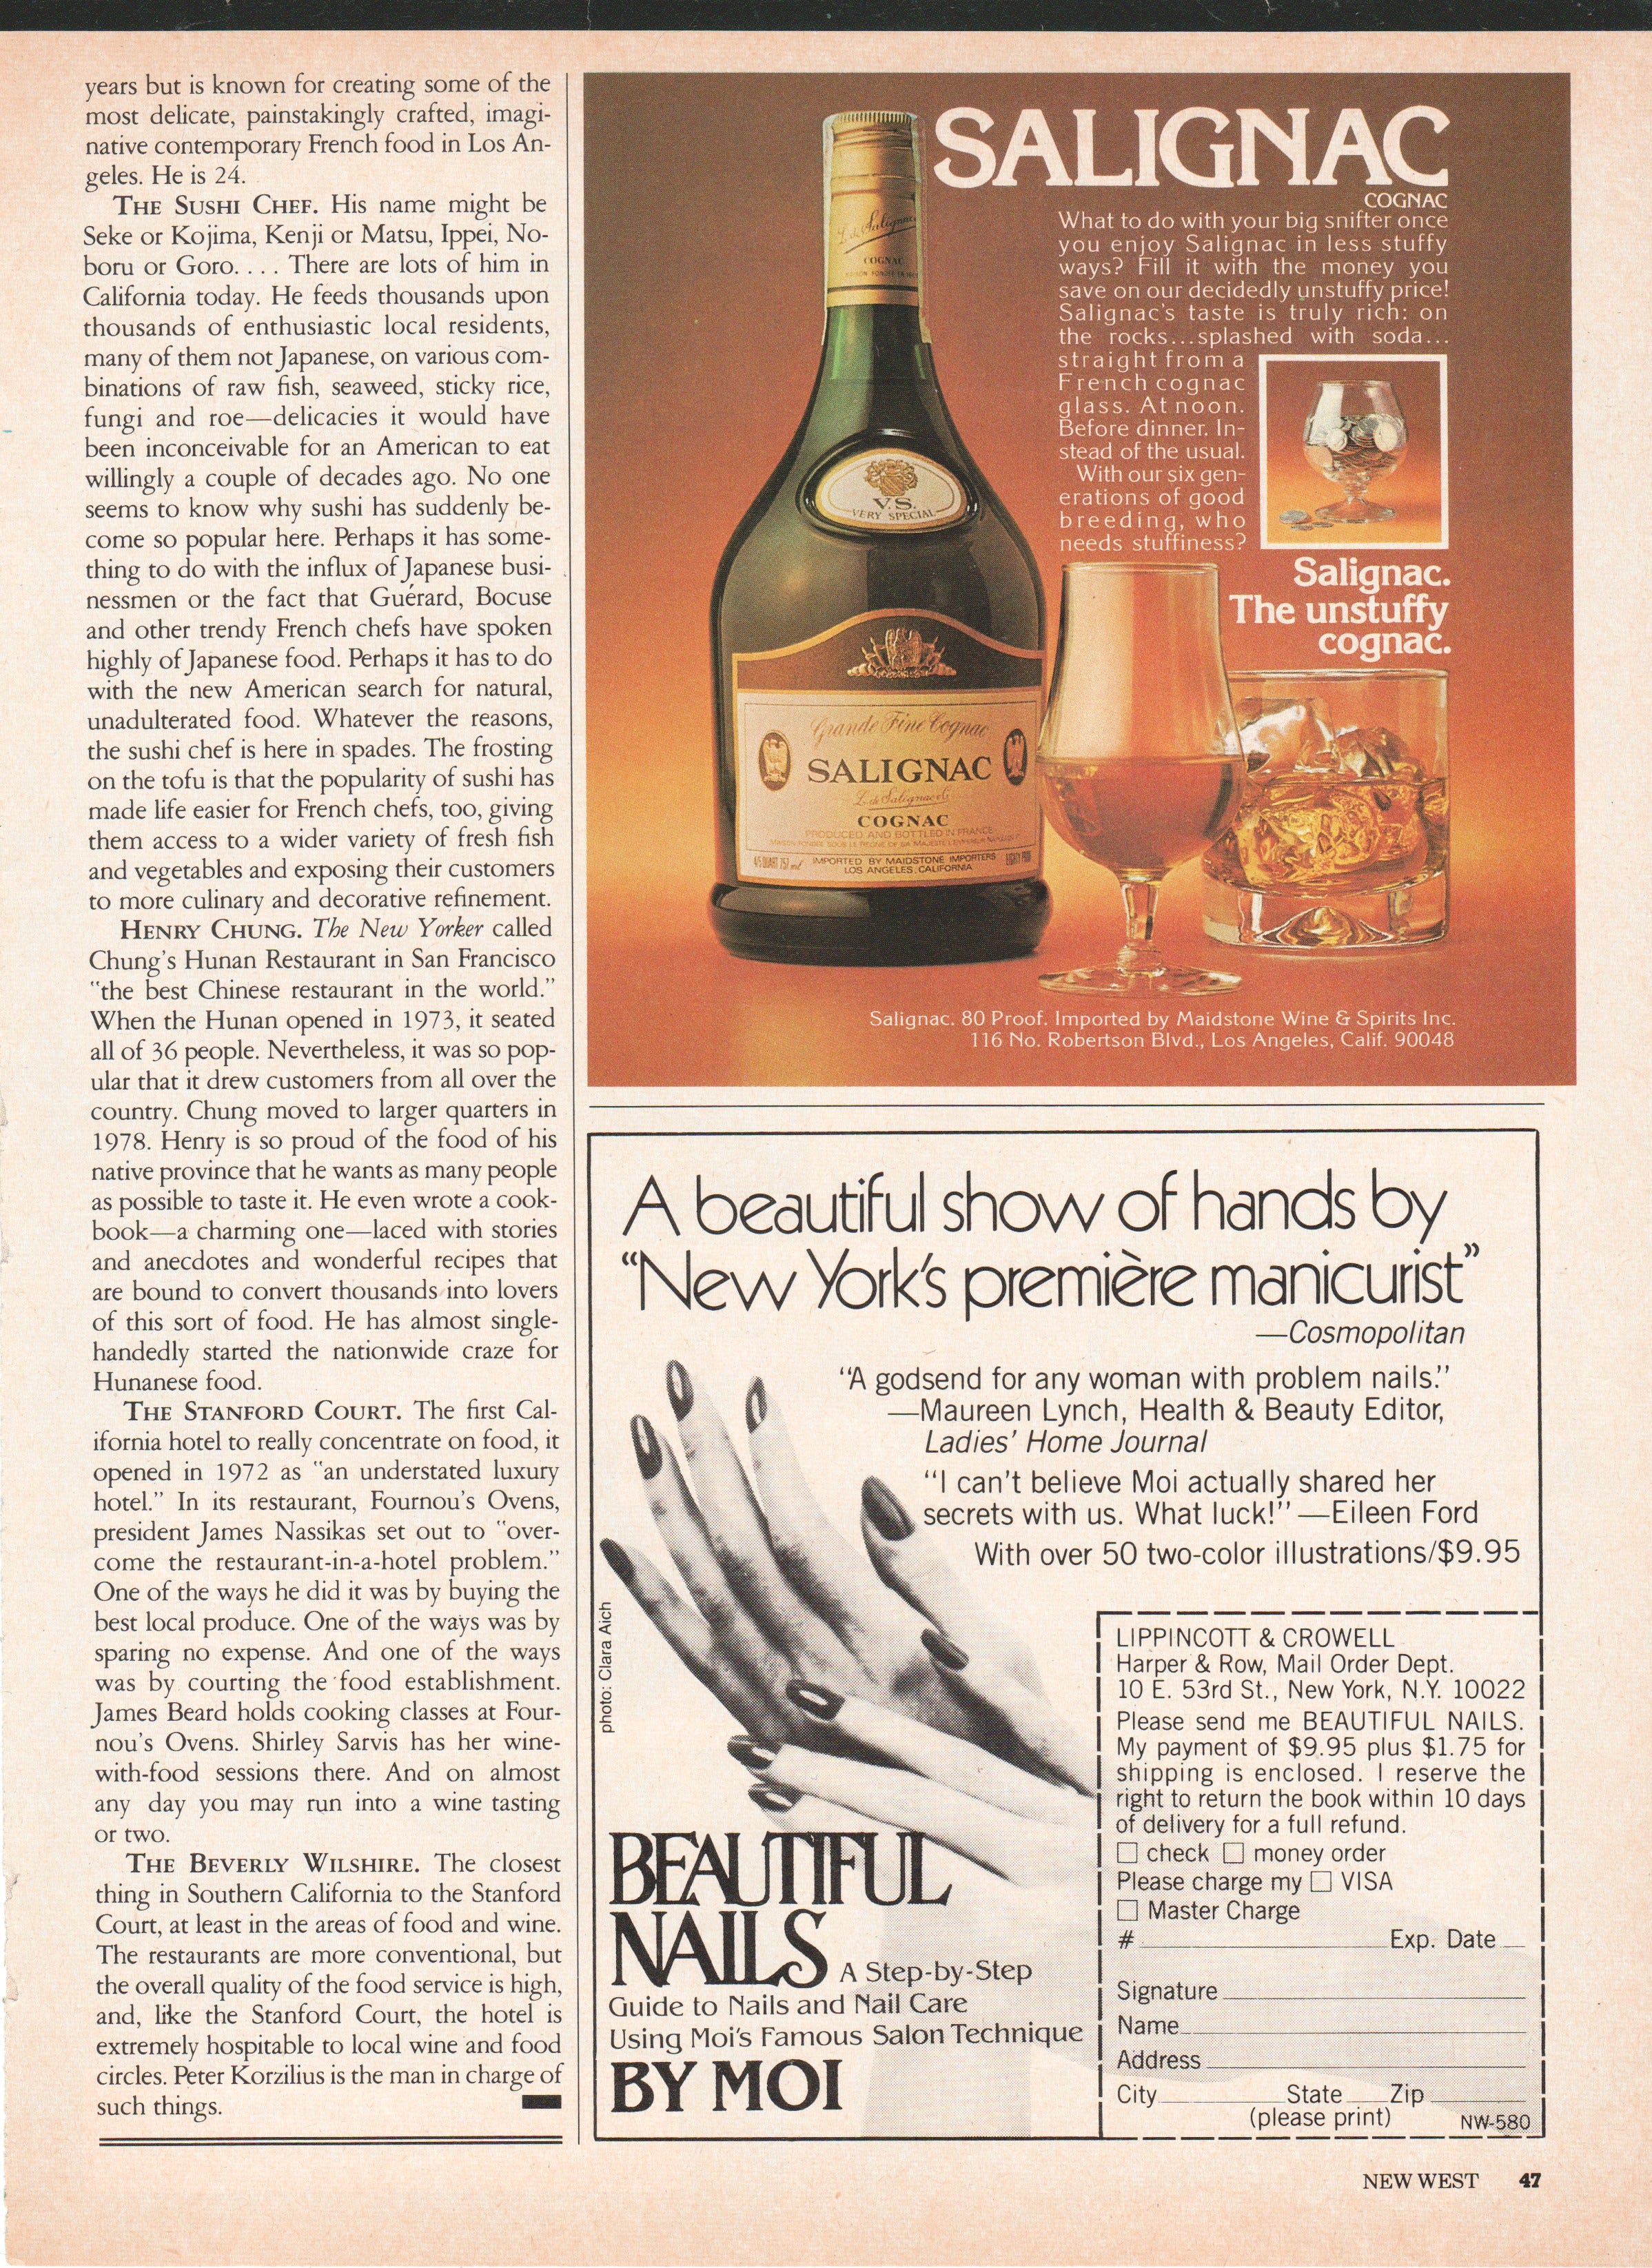 years but is known for creating some of the
most delicate, painstakingly crafted, imagi-
native contemporary French food in Los An-
geles. He is 24.
THE SUSHI CHEF. His name might be
Seke or Kojima, Kenji or Matsu, Ippei, No-
boru or Goro. . . . There are lots of him in
California today. He feeds thousands upon
thousands of enthusiastic local residents,
many of them not Japanese, on various com-
binations of raw fish, seaweed, sticky rice,
fungi and roe—delicacies it would have
been inconceivable for an American to eat
willingly a couple of decades ago. No one
seems to know why sushi has suddenly be-
come so popular here. Perhaps it has some-
thing to do with the influx of Japanese busi-
nessmen or the fact that Guérard, Bocuse
and other trendy French chefs have spoken
highly of Japanese food. Perhaps it has to do
with the new American search for natural,
unadulterated food. Whatever the reasons,
the sushi chef is here in spades. The frosting
on the tofu is that the popularity of sushi has
made life easier for French chefs, too, giving
them access to a wider variety of fresh fish
and vegetables and exposing their customers
to more culinary and decorative refinement.
HENRY CHUNG. The New Yorker called
Chung's Hunan Restaurant in San Francisco
"the best Chinese restaurant in the world."
When the Hunan opened in 1973, it seated
all of 36 people. Nevertheless, it was so pop-
ular that it drew customers from all over the
country. Chung moved to larger quarters in
1978. Henry is so proud of the food of his
native province that he wants as many people
as possible to taste it. He even wrote a cook-
book—a charming one—laced with stories
and anecdotes and wonderful recipes that
are bound to convert thousands into lovers
of this sort of food. He has almost single-
handedly started the nationwide craze for
Hunanese food.
THE STANFORD COURT. The first Cal-
ifornia hotel to really concentrate on food, it
opened in 1972 as "an understated luxury
hotel." In its restaurant, Fournou's Ovens,
president James Nassikas set out to "over-
come the restaurant-in-a-hotel problem."
One of the ways he did it was by buying the
best local produce. One of the ways was by
sparing no expense. And one of the ways
was by courting the food establishment.
James Beard holds cooking classes at Four-
nou's Ovens. Shirley Sarvis has her wine-
with-food sessions there. And on almost
any day you may run into a wine tasting
or two.
THE BEVERLY WILSHIRE. The closest
thing in Southern California to the Stanford
Court, at least in the areas of food and wine.
The restaurants are more conventional, but
the overall quality of the food service is high,
and, like the Stanford Court, the hotel is
extremely hospitable to local wine and food
circles. Peter Korzilius is the man in charge of
such things.
SALIGNAC
COGNAC
What to do with your big snifter once
you enjoy Salignac in less stuffy
ways? Fill it with the money you
save on our decidedly unstuffy price!
Salignac's taste is truly rich: on
the rocks...splashed with soda...
straight from a
French cognac
glass. At noon.
Before dinner. In-
stead of the usual.
With our six gen-
erations of good
breeding, who
needs stuffiness?
Salignac.
The unstuffy
cognac.
L. de Salignac
COGNAC
V.S.
VERY SPECIAL
Grande Fine Cognac
SALIGNAC
L. de Salignac & Co
COGNAC
PRODUCED AND BOTTLED IN FRANCE
4/5 QUART 757 ml IMPORTED BY MAIDSTONE IMPORTERS EIGHTY PROOF
LOS ANGELES, CALIFORNIA
Salignac. 80 Proof. Imported by Maidstone Wine & Spirits Inc.
116 No. Robertson Blvd., Los Angeles, Calif. 90048
A beautiful show of hands by
"New York's première manicurist"
—Cosmopolitan
"A godsend for any woman with problem nails."
—Maureen Lynch, Health & Beauty Editor,
Ladies' Home Journal
"I can't believe Moi actually shared her
secrets with us. What luck!" —Eileen Ford
With over 50 two-color illustrations/$9.95
photo: Clara Aich
BEAUTIFUL
NAILS A Step-by-Step
Guide to Nails and Nail Care
Using Moi's Famous Salon Technique
BY MOI
LIPPINCOTT & CROWELL
Harper & Row, Mail Order Dept.
10 E. 53rd St., New York, N.Y. 10022
Please send me BEAUTIFUL NAILS.
My payment of $9.95 plus $1.75 for
shipping is enclosed. I reserve the
right to return the book within 10 days
of delivery for a full refund.
☐ check ☐ money order
Please charge my ☐ VISA
☐ Master Charge
# Exp. Date
Signature
Name
Address
City State Zip
(please print) NW-580
NEW WEST 47